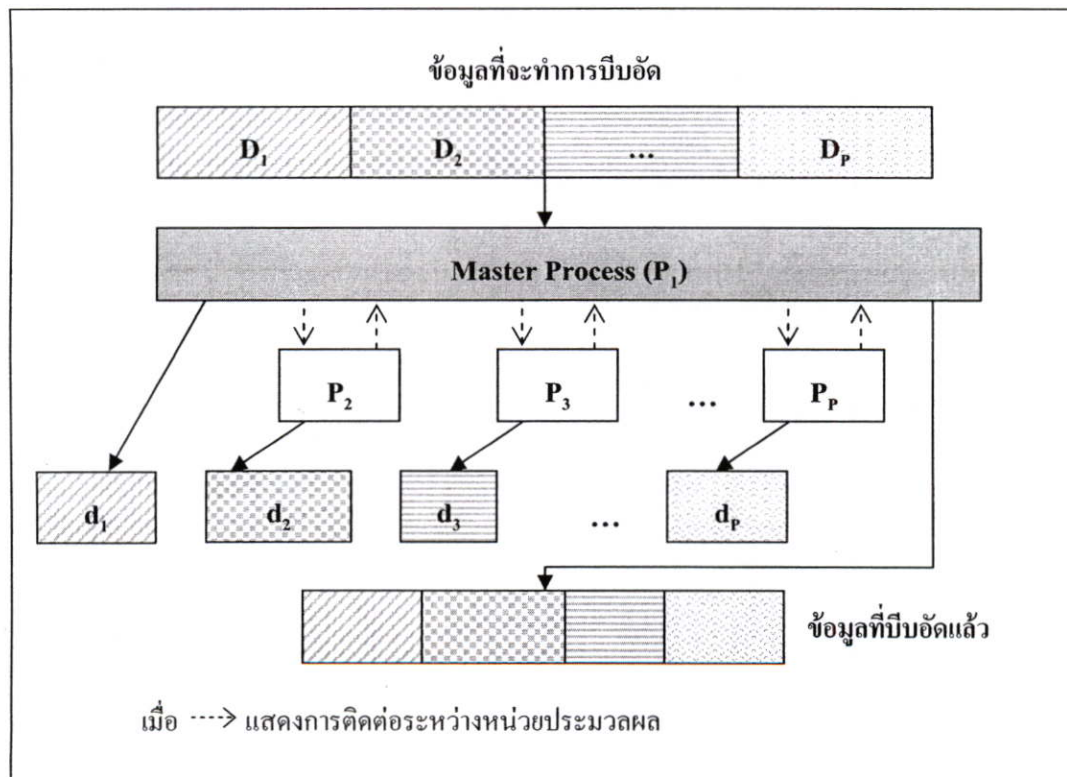 ข้อมูลที่จะทำการบีบอัด
D₁ D₂ ... D_P
Master Process (P₁)
P₂ P₃ ... P_P
d₁ d₂ d₃ ... d_P
ข้อมูลที่บีบอัดแล้ว
เมื่อ ----> แสดงการติดต่อระหว่างหน่วยประมวลผล